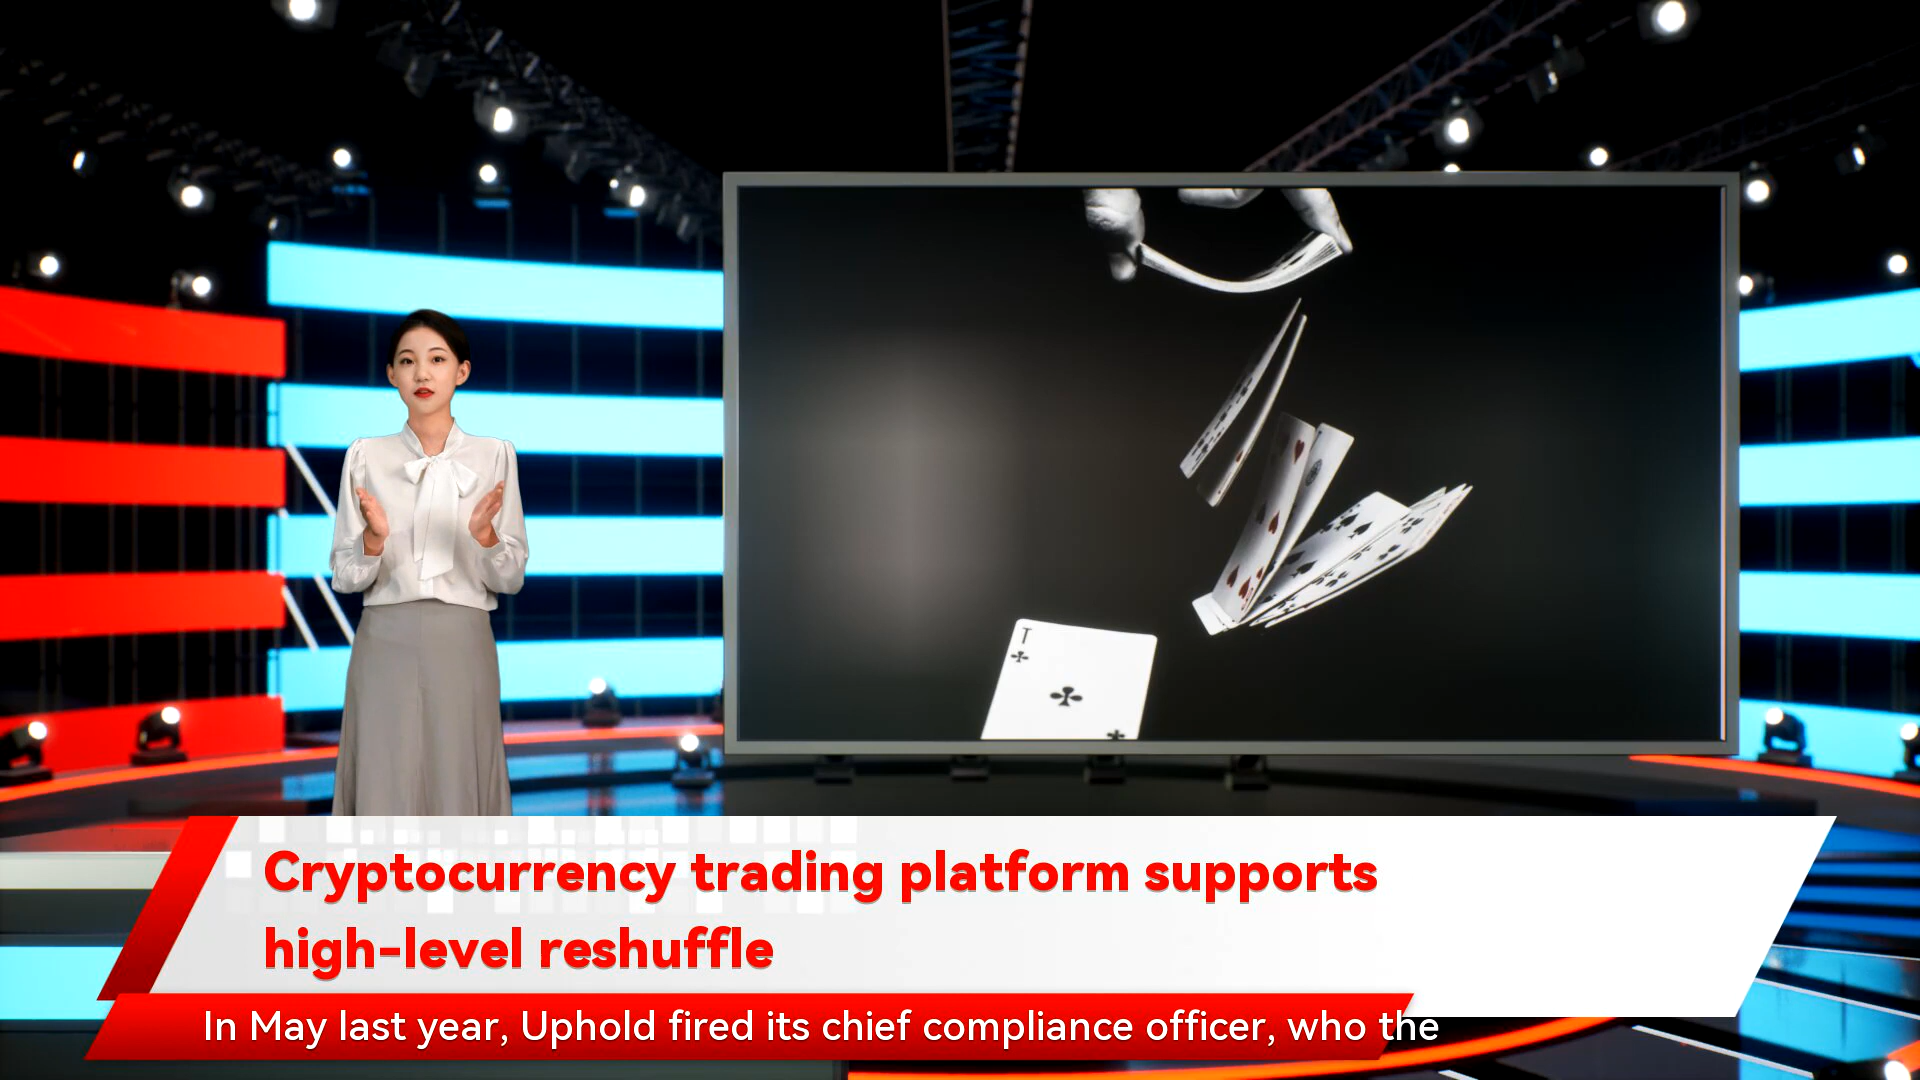 T
Cryptocurrency trading platform supports
high-level reshuffle
In May last year, Uphold fired its chief compliance officer, who the